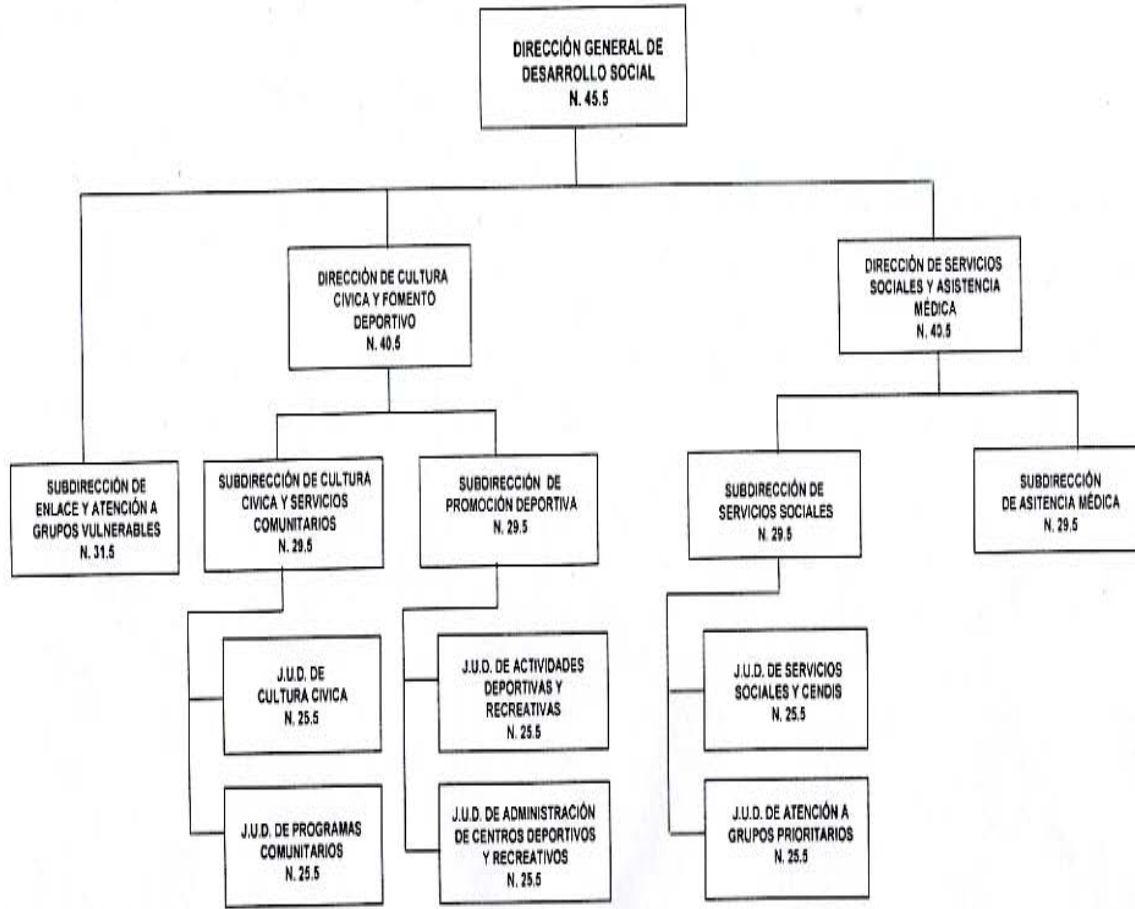 DIRECCIÓN GENERAL DE
DESARROLLO SOCIAL
N. 45.5
DIRECCIÓN DE CULTURA
CIVICA Y FOMENTO
DEPORTIVO
N. 40.5
DIRECCIÓN DE SERVICIOS
SOCIALES Y ASISTENCIA
MÉDICA
N. 40.5
SUBDIRECCIÓN DE
ENLACE Y ATENCIÓN A
GRUPOS VULNERABLES
N. 31.5
SUBDIRECCIÓN DE CULTURA
CIVICA Y SERVICIOS
COMUNITARIOS
N. 29.5
SUBDIRECCIÓN DE
PROMOCIÓN DEPORTIVA
N. 29.5
SUBDIRECCIÓN DE
SERVICIOS SOCIALES
N. 29.5
SUBDIRECCIÓN
DE ASITENCIA MÉDICA
N. 29.5
J.U.D. DE
CULTURA CIVICA
N. 25.5
J.U.D. DE ACTIVIDADES
DEPORTIVAS Y
RECREATIVAS
N. 25.5
J.U.D. DE SERVICIOS
SOCIALES Y CENDIS
N. 25.5
J.U.D. DE PROGRAMAS
COMUNITARIOS
N. 25.5
J.U.D. DE ADMINISTRACIÓN
DE CENTROS DEPORTIVOS
Y RECREATIVOS
N. 25.5
J.U.D. DE ATENCIÓN A
GRUPOS PRIORITARIOS
N. 25.5